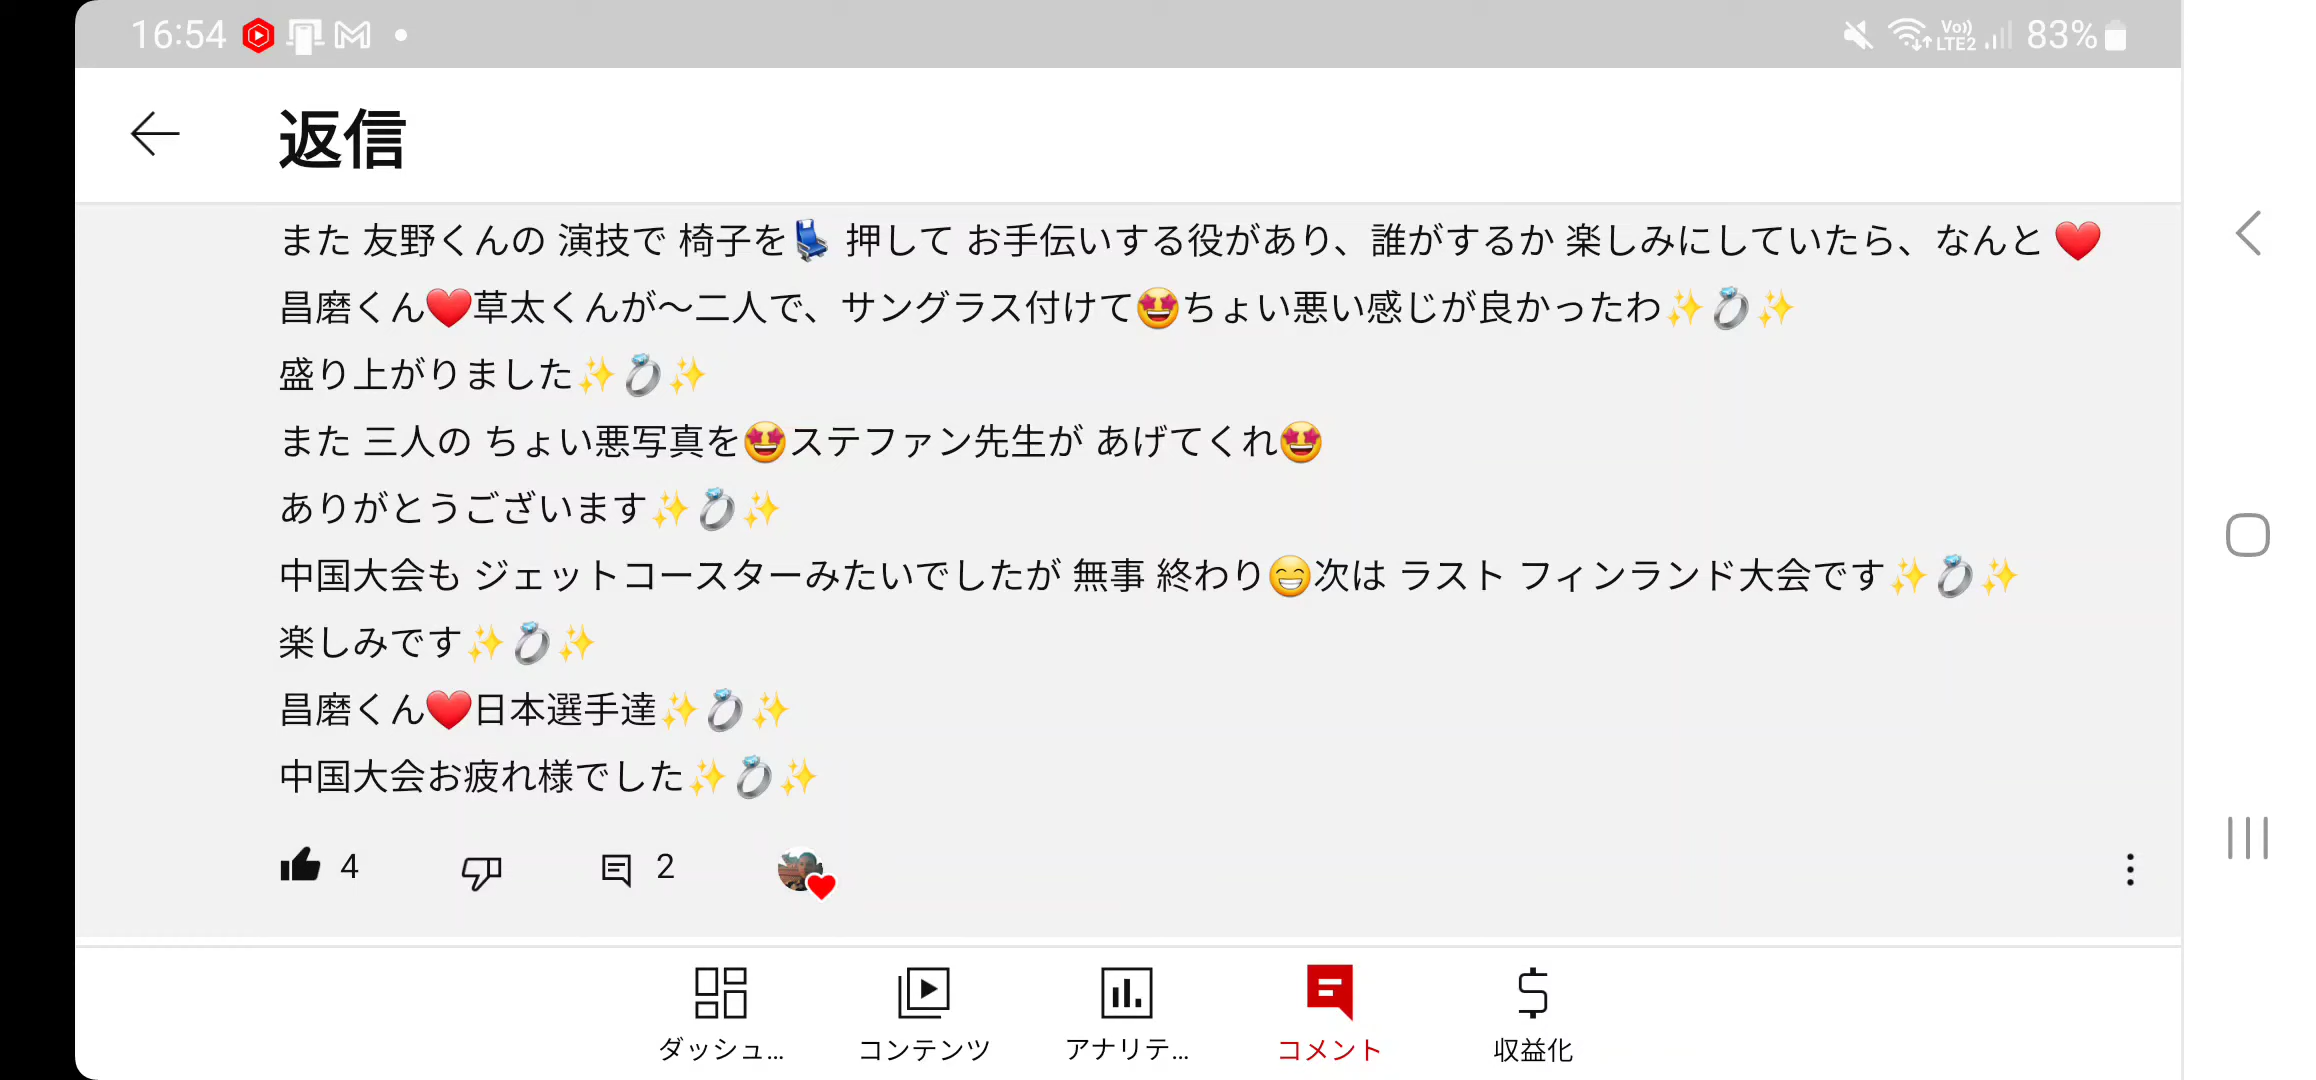 16:54
Vo)) LTE2 83%
返信
また 友野くんの 演技で 椅子を💺 押して お手伝いする役があり、誰がするか 楽しみにしていたら、なんと ❤️
昌磨くん❤️草太くんが〜二人で、サングラス付けて🤩ちょい悪い感じが良かったわ✨💍✨
盛り上がりました✨💍✨
また 三人の ちょい悪写真を🤩ステファン先生が あげてくれ🤩
ありがとうございます✨💍✨
中国大会も ジェットコースターみたいでしたが 無事 終わり😁次は ラスト フィンランド大会です✨💍✨
楽しみです✨💍✨
昌磨くん❤️日本選手達✨💍✨
中国大会お疲れ様でした✨💍✨
4 2
ダッシュ... コンテンツ アナリテ... コメント 収益化